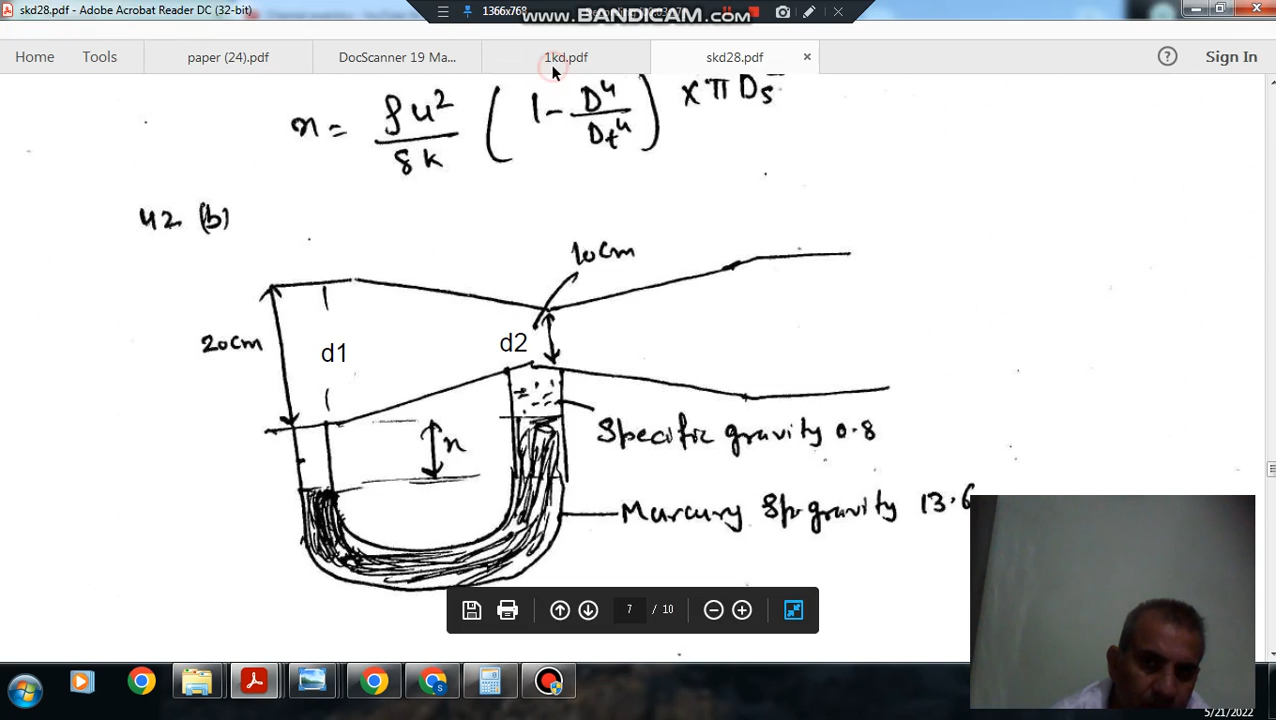 skd28.pdf - Adobe Acrobat Reader DC (32-bit)
1366x768
www.BANDICAM.com
Home
Tools
paper (24).pdf
DocScanner 19 Ma...
1kd.pdf
skd28.pdf
Sign In
n = ρu² / 8k (1 - D⁴ / Dt⁴) x π Ds
42 (b)
10cm
20cm
d1
d2
n
Specific gravity 0.8
Mercury Sp. gravity 13.6
7 / 10
5/21/2022